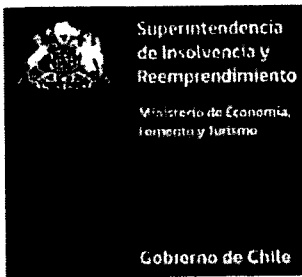 Superintendencia
de Insolvencia y
Reemprendimiento
Ministerio de Economía,
Fomento y Turismo
Gobierno de Chile